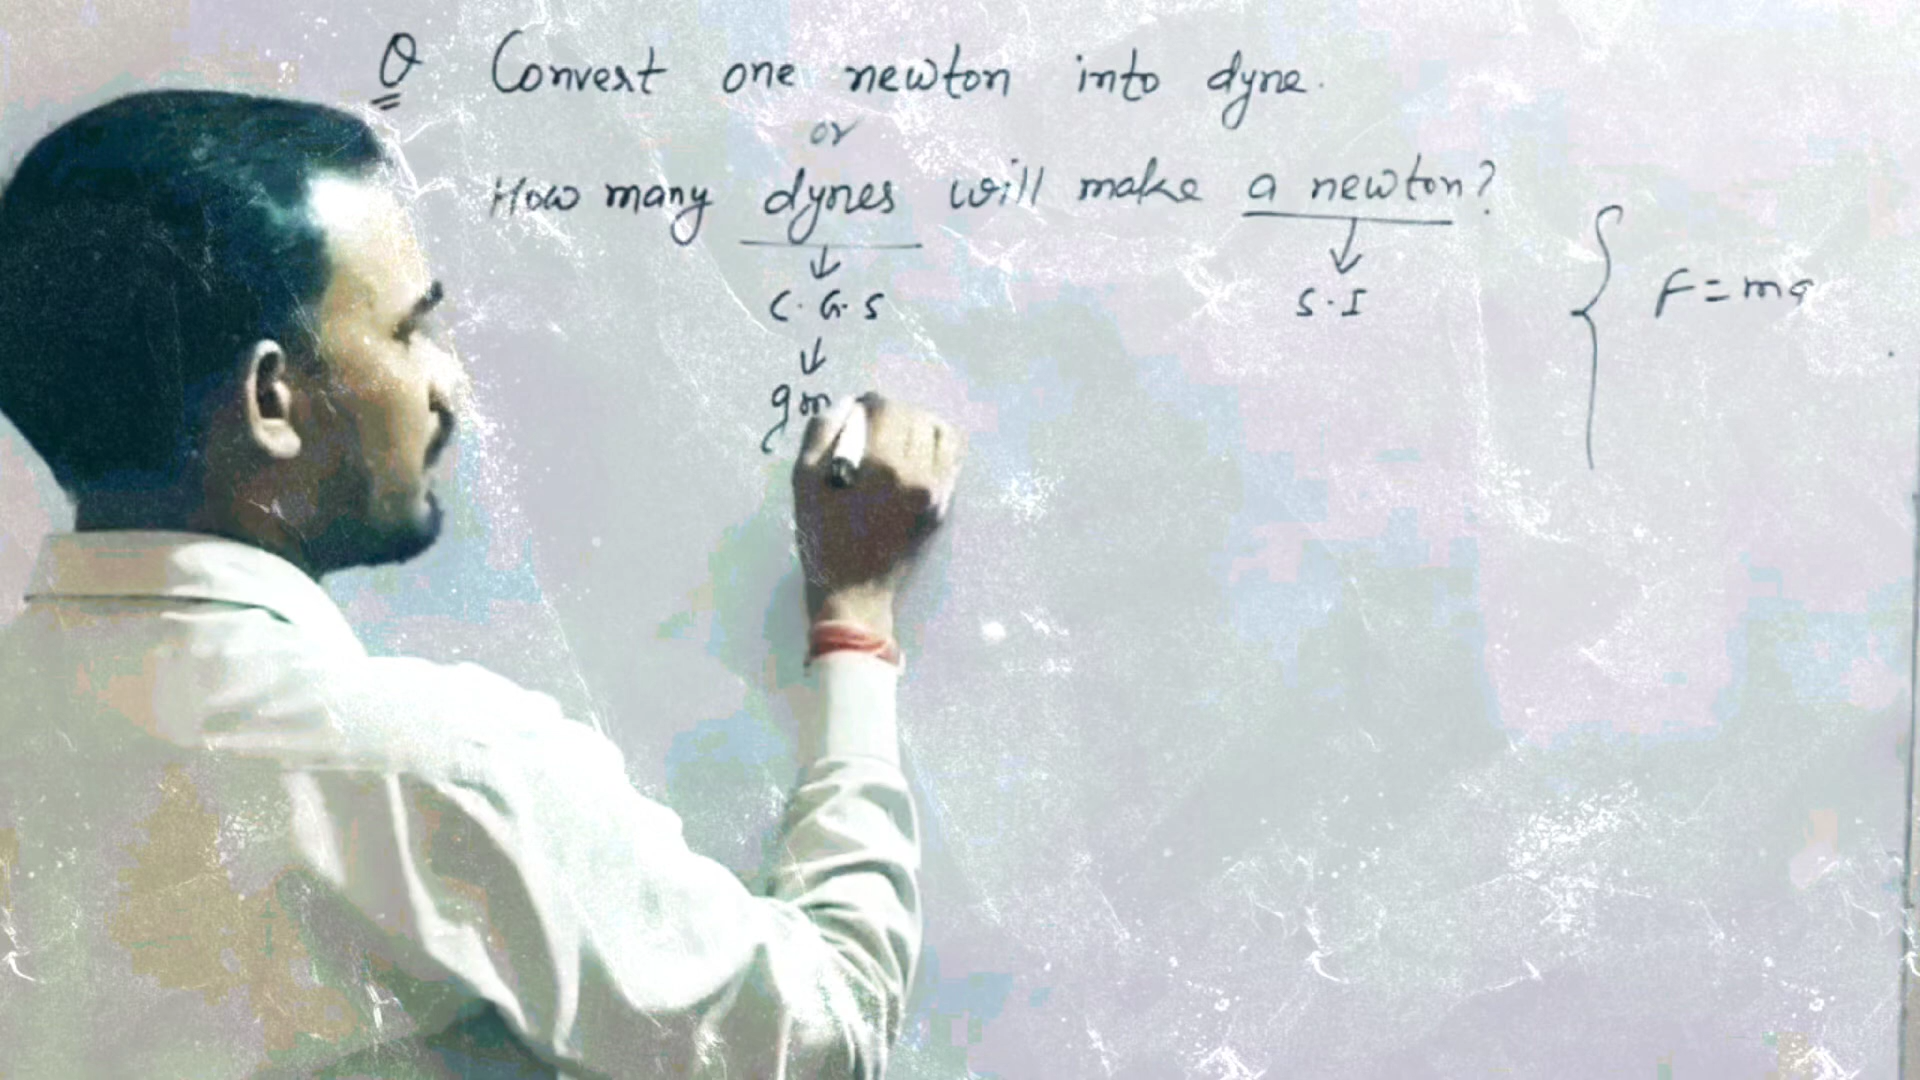 Q Convert one newton into dyne.
or
How many dynes will make a newton?
C.G.S
S.I
F = ma
gm